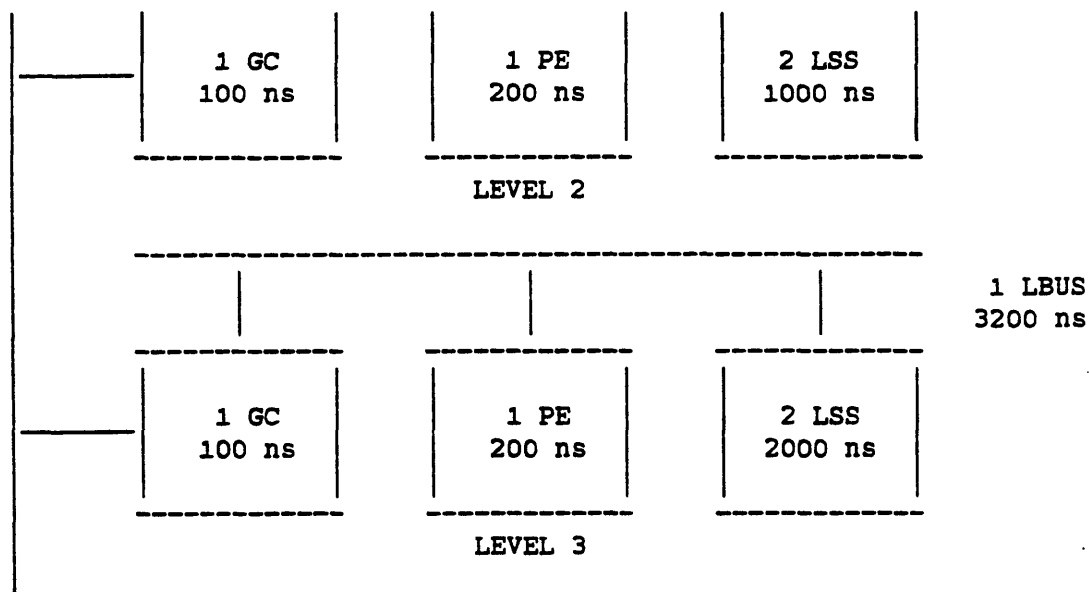 1 GC 1 PE 2 LSS
100 ns 200 ns 1000 ns
LEVEL 2
1 LBUS
3200 ns
1 GC 1 PE 2 LSS
100 ns 200 ns 2000 ns
LEVEL 3